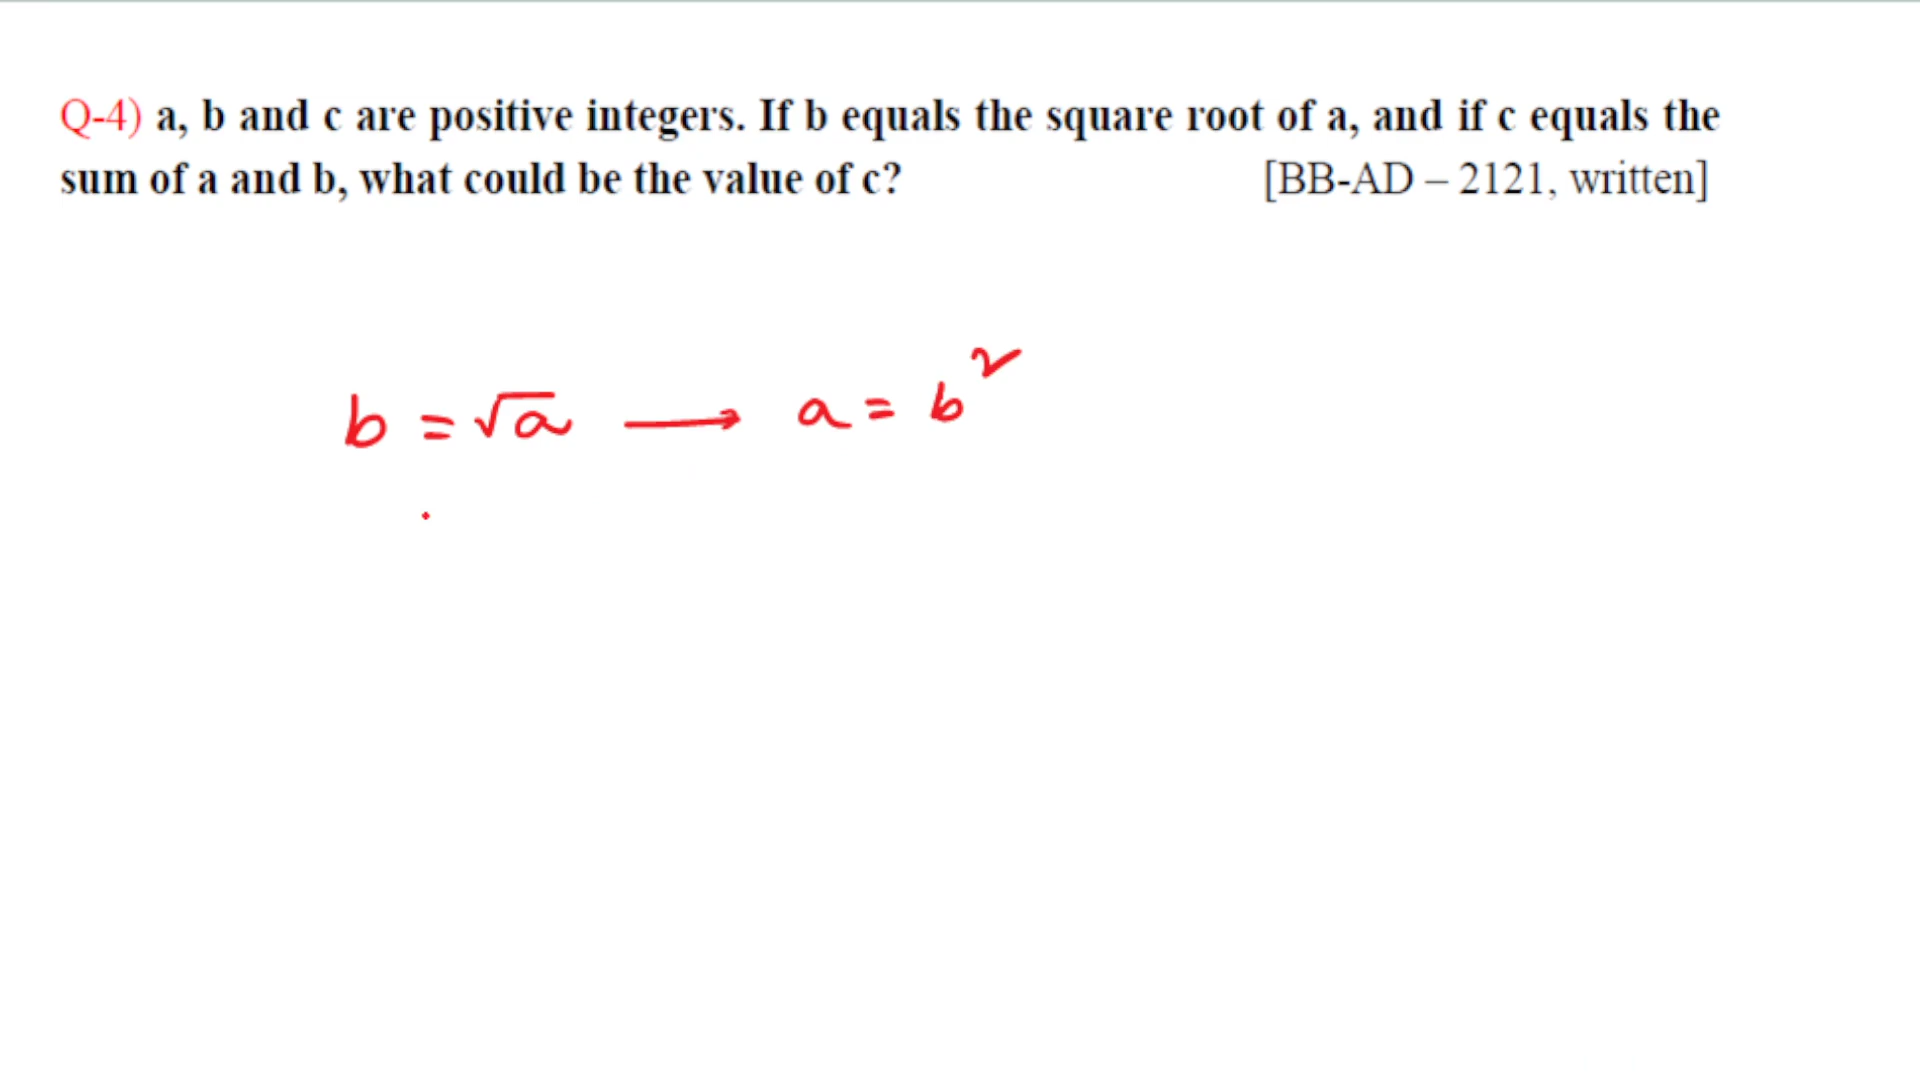 Q-4) a, b and c are positive integers. If b equals the square root of a, and if c equals the
sum of a and b, what could be the value of c? [BB-AD – 2121, written]
b = √a → a = b²